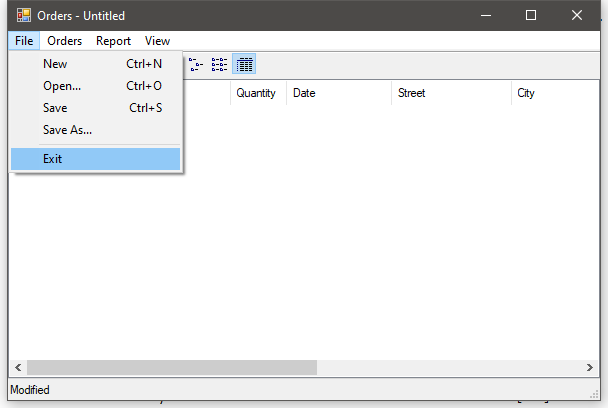 Orders - Untitled
File Orders Report View
New Ctrl+N
Open... Ctrl+O
Save Ctrl+S
Save As...
Exit
Quantity Date Street City
Modified